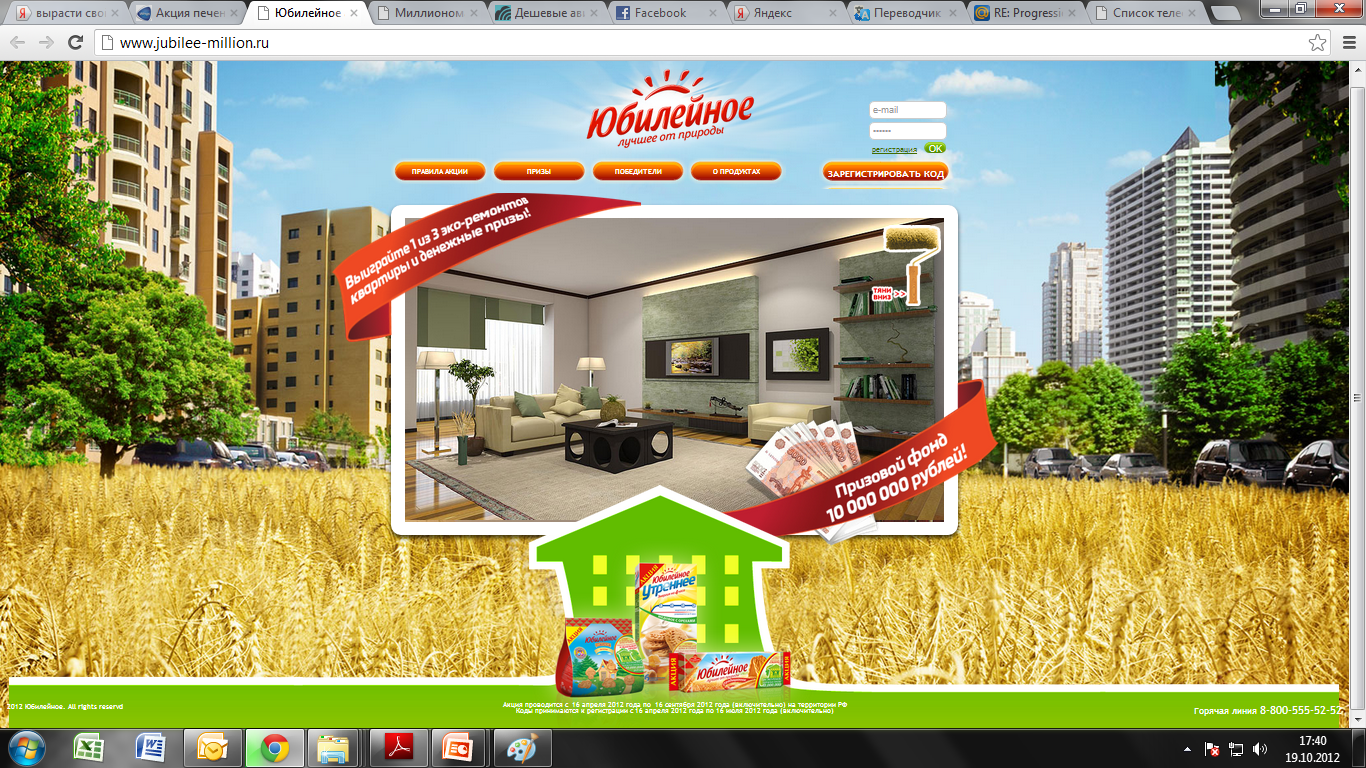 вырасти сво
Акция печен
Юбилейное
Миллионом
Дешевые ави
Facebook
Яндекс
Переводчик
RE: Progressi
Список теле
www.jubilee-million.ru
Юбилейное
лучшее от природы
e-mail
регистрация
OK
ПРАВИЛА АКЦИИ
ПРИЗЫ
ПОБЕДИТЕЛИ
О ПРОДУКТАХ
ЗАРЕГИСТРИРОВАТЬ КОД
Выиграйте 1 из 3 эко-ремонтов
квартиры и денежные призы!
ТЯНИ
ВНИЗ >>
Призовой фонд
10 000 000 рублей!
АКЦИЯ
Юбилейное
Утреннее
АКЦИЯ
Юбилейное
АКЦИЯ
Юбилейное
АКЦИЯ
2012 Юбилейное. All rights reservd
Акция проводится с 16 апреля 2012 года по 16 сентября 2012 года (включительно) на территории РФ
Коды принимаются к регистрации с 16 апреля 2012 года по 16 июля 2012 года (включительно)
Горячая линия 8-800-555-52-52
17:40
19.10.2012